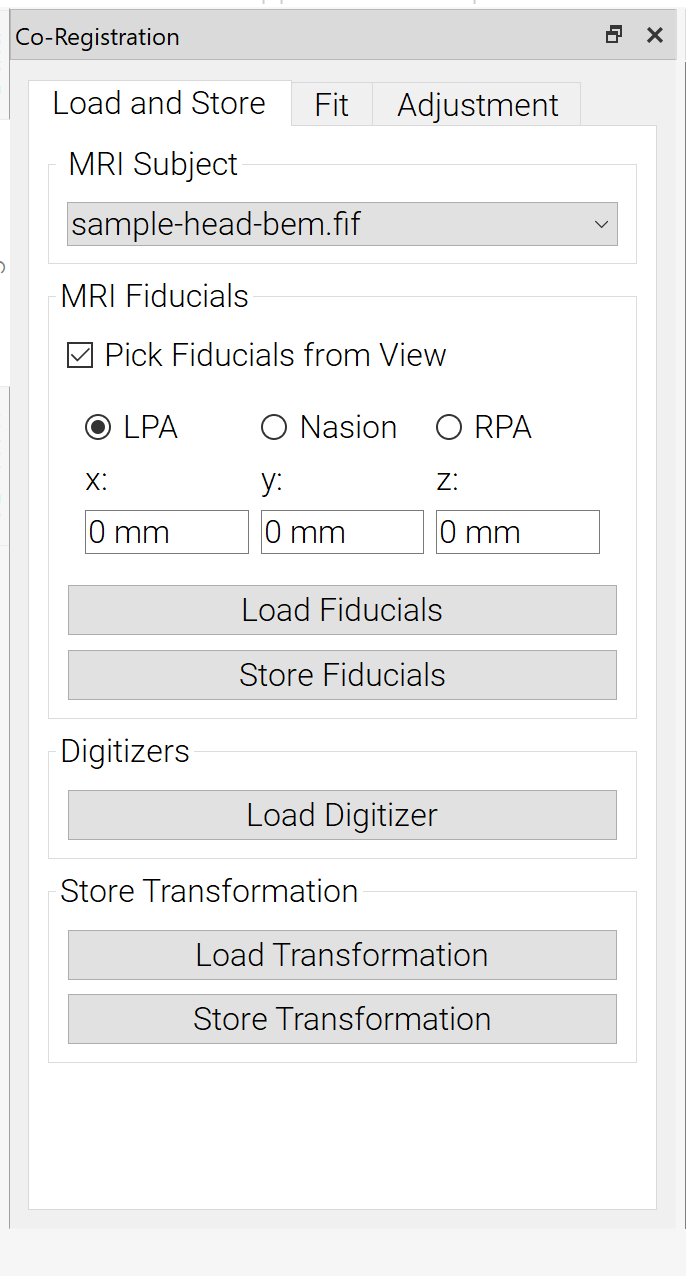 Co-Registration
Load and Store Fit Adjustment
MRI Subject
sample-head-bem.fif
MRI Fiducials
Pick Fiducials from View
LPA Nasion RPA
x: y: z:
0 mm 0 mm 0 mm
Load Fiducials
Store Fiducials
Digitizers
Load Digitizer
Store Transformation
Load Transformation
Store Transformation